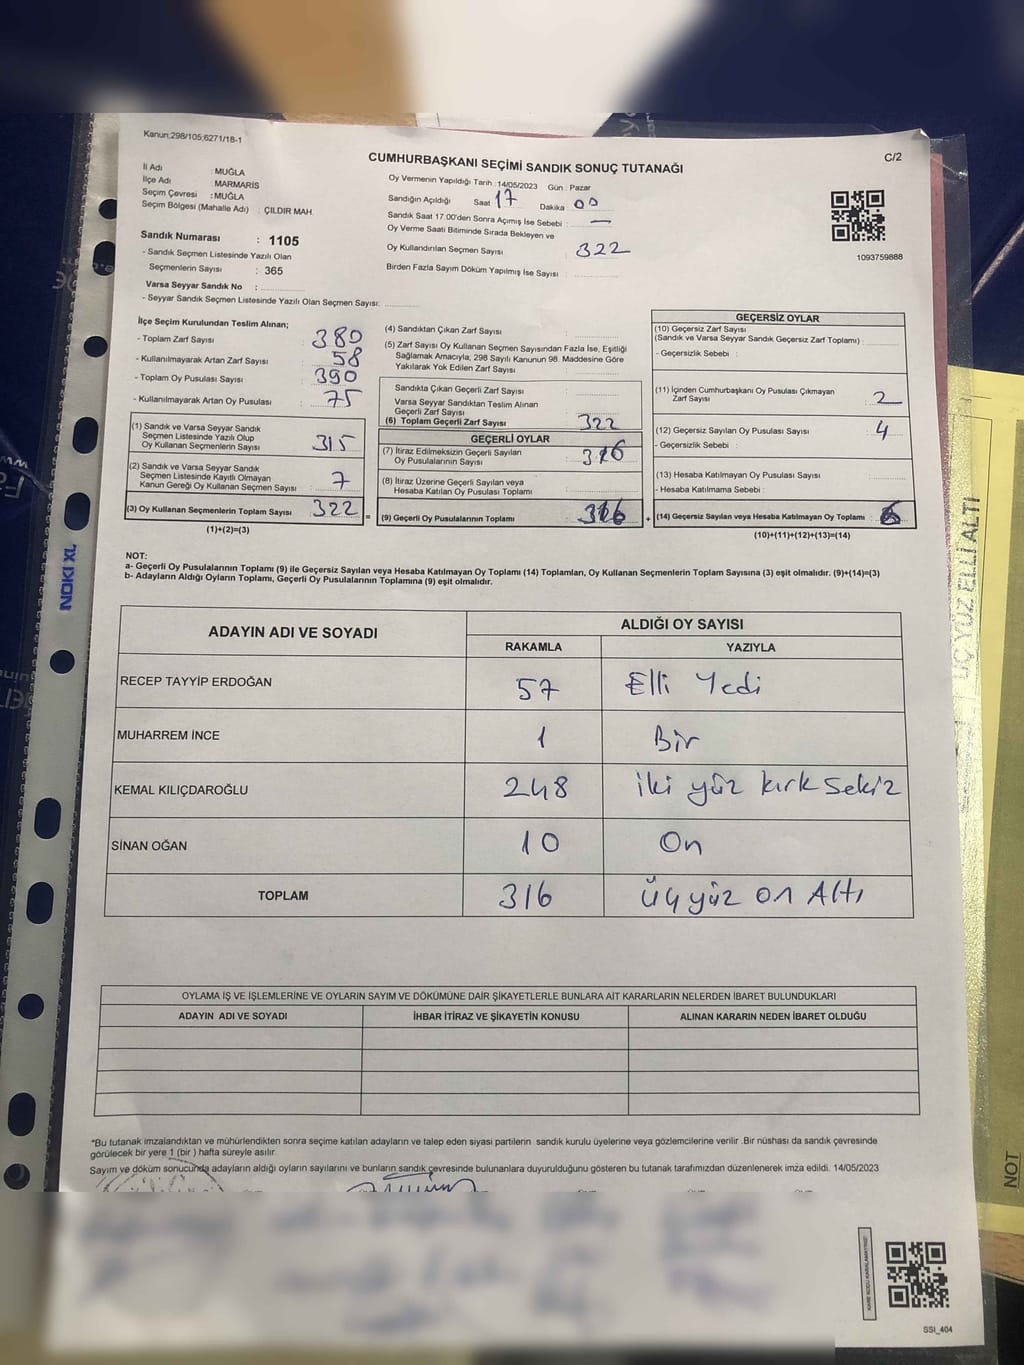 Kanun:298/105;6271/18-1
CUMHURBAŞKANI SEÇİMİ SANDIK SONUÇ TUTANAĞI
C/2
İl Adı : MUĞLA
İlçe Adı : MARMARİS
Seçim Çevresi : MUĞLA
Seçim Bölgesi (Mahalle Adı) : ÇILDIR MAH.
Sandık Numarası : 1105
- Sandık Seçmen Listesinde Yazılı Olan
Seçmenlerin Sayısı : 365
Varsa Seyyar Sandık No :
- Seyyar Sandık Seçmen Listesinde Yazılı Olan Seçmen Sayısı:
Oy Vermenin Yapıldığı Tarih :14/05/2023 Gün : Pazar
Sandığın Açıldığı Saat 17 Dakika 00
Sandık Saat 17:00'den Sonra Açımış İse Sebebi : —
Oy Verme Saati Bitiminde Sırada Bekleyen ve
Oy Kullandırılan Seçmen Sayısı 322
Birden Fazla Sayım Döküm Yapılmış İse Sayısı :
1093759888
İlçe Seçim Kurulundan Teslim Alınan;
- Toplam Zarf Sayısı : 380
- Kullanılmayarak Artan Zarf Sayısı : 58
- Toplam Oy Pusulası Sayısı : 390
- Kullanılmayarak Artan Oy Pusulası : 75
(1) Sandık ve Varsa Seyyar Sandık
Seçmen Listesinde Yazılı Olup
Oy Kullanan Seçmenlerin Sayısı : 315
(2) Sandık ve Varsa Seyyar Sandık
Seçmen Listesinde Kayıtlı Olmayan
Kanun Gereği Oy Kullanan Seçmen Sayısı : 7
(3) Oy Kullanan Seçmenlerin Toplam Sayısı : 322
(1)+(2)=(3)
(4) Sandıktan Çıkan Zarf Sayısı :
(5) Zarf Sayısı Oy Kullanan Seçmen Sayısından Fazla İse, Eşitliği
Sağlamak Amacıyla, 298 Sayılı Kanunun 98. Maddesine Göre
Yakılarak Yok Edilen Zarf Sayısı :
Sandıkta Çıkan Geçerli Zarf Sayısı :
Varsa Seyyar Sandıktan Teslim Alınan
Geçerli Zarf Sayısı :
(6) Toplam Geçerli Zarf Sayısı : 322
GEÇERLİ OYLAR
(7) İtiraz Edilmeksizin Geçerli Sayılan
Oy Pusulalarının Sayısı : 316
(8) İtiraz Üzerine Geçerli Sayılan veya
Hesaba Katılan Oy Pusulası Toplamı :
= (9) Geçerli Oy Pusulalarının Toplamı : 316
GEÇERSİZ OYLAR
(10) Geçersiz Zarf Sayısı
(Sandık ve Varsa Seyyar Sandık Geçersiz Zarf Toplamı) :
- Geçersizlik Sebebi :
(11) İçinden Cumhurbaşkanı Oy Pusulası Çıkmayan
Zarf Sayısı : 2
(12) Geçersiz Sayılan Oy Pusulası Sayısı : 4
- Geçersizlik Sebebi :
(13) Hesaba Katılmayan Oy Pusulası Sayısı :
- Hesaba Katılmama Sebebi :
+ (14) Geçersiz Sayılan veya Hesaba Katılmayan Oy Toplamı : 6
(10)+(11)+(12)+(13)=(14)
NOT:
a- Geçerli Oy Pusulalarının Toplamı (9) ile Geçersiz Sayılan veya Hesaba Katılmayan Oy Toplamı (14) Toplamları, Oy Kullanan Seçmenlerin Toplam Sayısına (3) eşit olmalıdır. (9)+(14)=(3)
b- Adayların Aldığı Oyların Toplamı, Geçerli Oy Pusulalarının Toplamına (9) eşit olmalıdır.
ADAYIN ADI VE SOYADI
ALDIĞI OY SAYISI
RAKAMLA YAZIYLA
RECEP TAYYİP ERDOĞAN 57 Elli Yedi
MUHARREM İNCE 1 Bir
KEMAL KILIÇDAROĞLU 248 iki yüz kırk sekiz
SİNAN OĞAN 10 On
TOPLAM 316 Üçyüz on Altı
OYLAMA İŞ VE İŞLEMLERİNE VE OYLARIN SAYIM VE DÖKÜMÜNE DAİR ŞİKAYETLERLE BUNLARA AİT KARARLARIN NELERDEN İBARET BULUNDUKLARI
ADAYIN ADI VE SOYADI İHBAR İTİRAZ VE ŞİKAYETİN KONUSU ALINAN KARARIN NEDEN İBARET OLDUĞU
*Bu tutanak imzalandıktan ve mühürlendikten sonra seçime katılan adayların ve talep eden siyasi partilerin sandık kurulu üyelerine veya gözlemcilerine verilir .Bir nüshası da sandık çevresinde
görülecek bir yere 1 (bir ) hafta süreyle asılır.
Sayım ve döküm sonucunda adayların aldığı oyların sayılarını ve bunların sandık çevresinde bulunanlara duyurulduğunu gösteren bu tutanak tarafımızdan düzenlenerek imza edildi. 14/05/2023
SSI_404
NOKI XL
ÜÇ YÜZ ELLİ ALTI
NOT